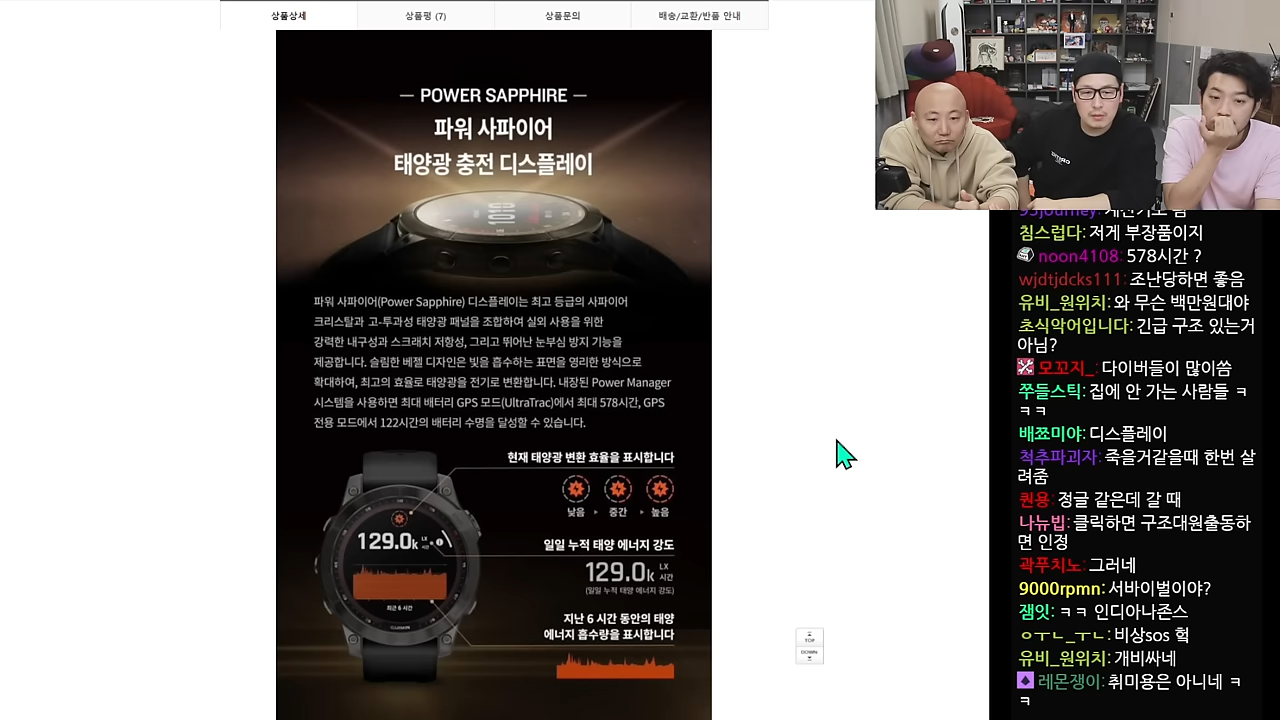 상품상세
상품평 (7)
상품문의
배송/교환/반품 안내
— POWER SAPPHIRE —
파워 사파이어
태양광 충전 디스플레이
파워 사파이어(Power Sapphire) 디스플레이는 최고 등급의 사파이어
크리스탈과 고-투과성 태양광 패널을 조합하여 실외 사용을 위한
강력한 내구성과 스크래치 저항성, 그리고 뛰어난 눈부심 방지 기능을
제공합니다. 슬림한 베젤 디자인은 빛을 흡수하는 표면을 영리한 방식으로
확대하여, 최고의 효율로 태양광을 전기로 변환합니다. 내장된 Power Manager
시스템을 사용하면 최대 배터리 GPS 모드(UltraTrac)에서 최대 578시간, GPS
전용 모드에서 122시간의 배터리 수명을 달성할 수 있습니다.
현재 태양광 변환 효율을 표시합니다
낮음 ▸ 중간 ▸ 높음
129.0k LX 시간
최근 6 시간
GARMIN
일일 누적 태양 에너지 강도
129.0k LX 시간
(일일 누적 태양 에너지 강도)
지난 6 시간 동안의 태양
에너지 흡수량을 표시합니다
TOP
DOWN
침스럽다: 저게 부장품이지
noon4108: 578시간 ?
wjdtjdcks111: 조난당하면 좋음
유비_원위치: 와 무슨 백만원대야
초식악어입니다: 긴급 구조 있는거
아님?
모꼬지_: 다이버들이 많이씀
쭈들스틱: 집에 안 가는 사람들 ㅋ
ㅋㅋ
배쪼미야: 디스플레이
척추파괴자: 죽을거같을때 한번 살
려줌
퀀용: 정글 같은데 갈 때
나뉴빕: 클릭하면 구조대원출동하
면 인정
곽푸치노: 그러네
9000rpmn: 서바이벌이야?
잼잇: ㅋㅋ 인디아나존스
ㅇㅜㄴ_ㅜㄴ: 비상sos 헉
유비_원위치: 개비싸네
레몬쟁이: 취미용은 아니네 ㅋ
ㅋ